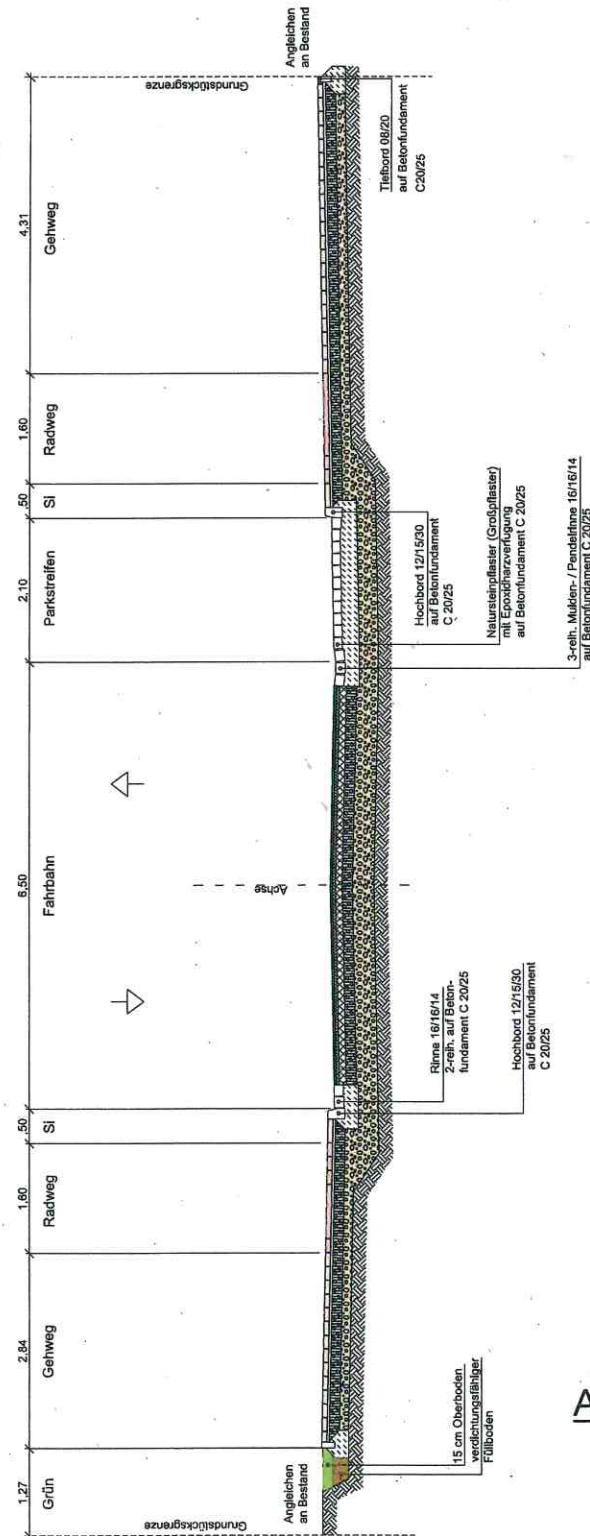 1.27
2.84
1.60
.50
6.50
2.10
.50
1.60
4.31
Grün
Gehweg
Radweg
Si
Fahrbahn
Parkstreifen
Si
Radweg
Gehweg
Grundstücksgrenze
Achse
Grundstücksgrenze
Angleichen
an Bestand
Angleichen
an Bestand
15 cm Oberboden
verdichtungsfähiger
Füllboden
Rinne 16/16/14
2-reih. auf Beton-
fundament C 20/25
Hochbord 12/15/30
auf Betonfundament
C 20/25
Hochbord 12/15/30
auf Betonfundament
C 20/25
Natursteinpflaster (Großpflaster)
mit Epoxidharzverfugung
auf Betonfundament C 20/25
3-reih. Mulden- / Pendelrinne 16/16/14
auf Betonfundament C 20/25
Tiefbord 08/20
auf Betonfundament
C20/25
A